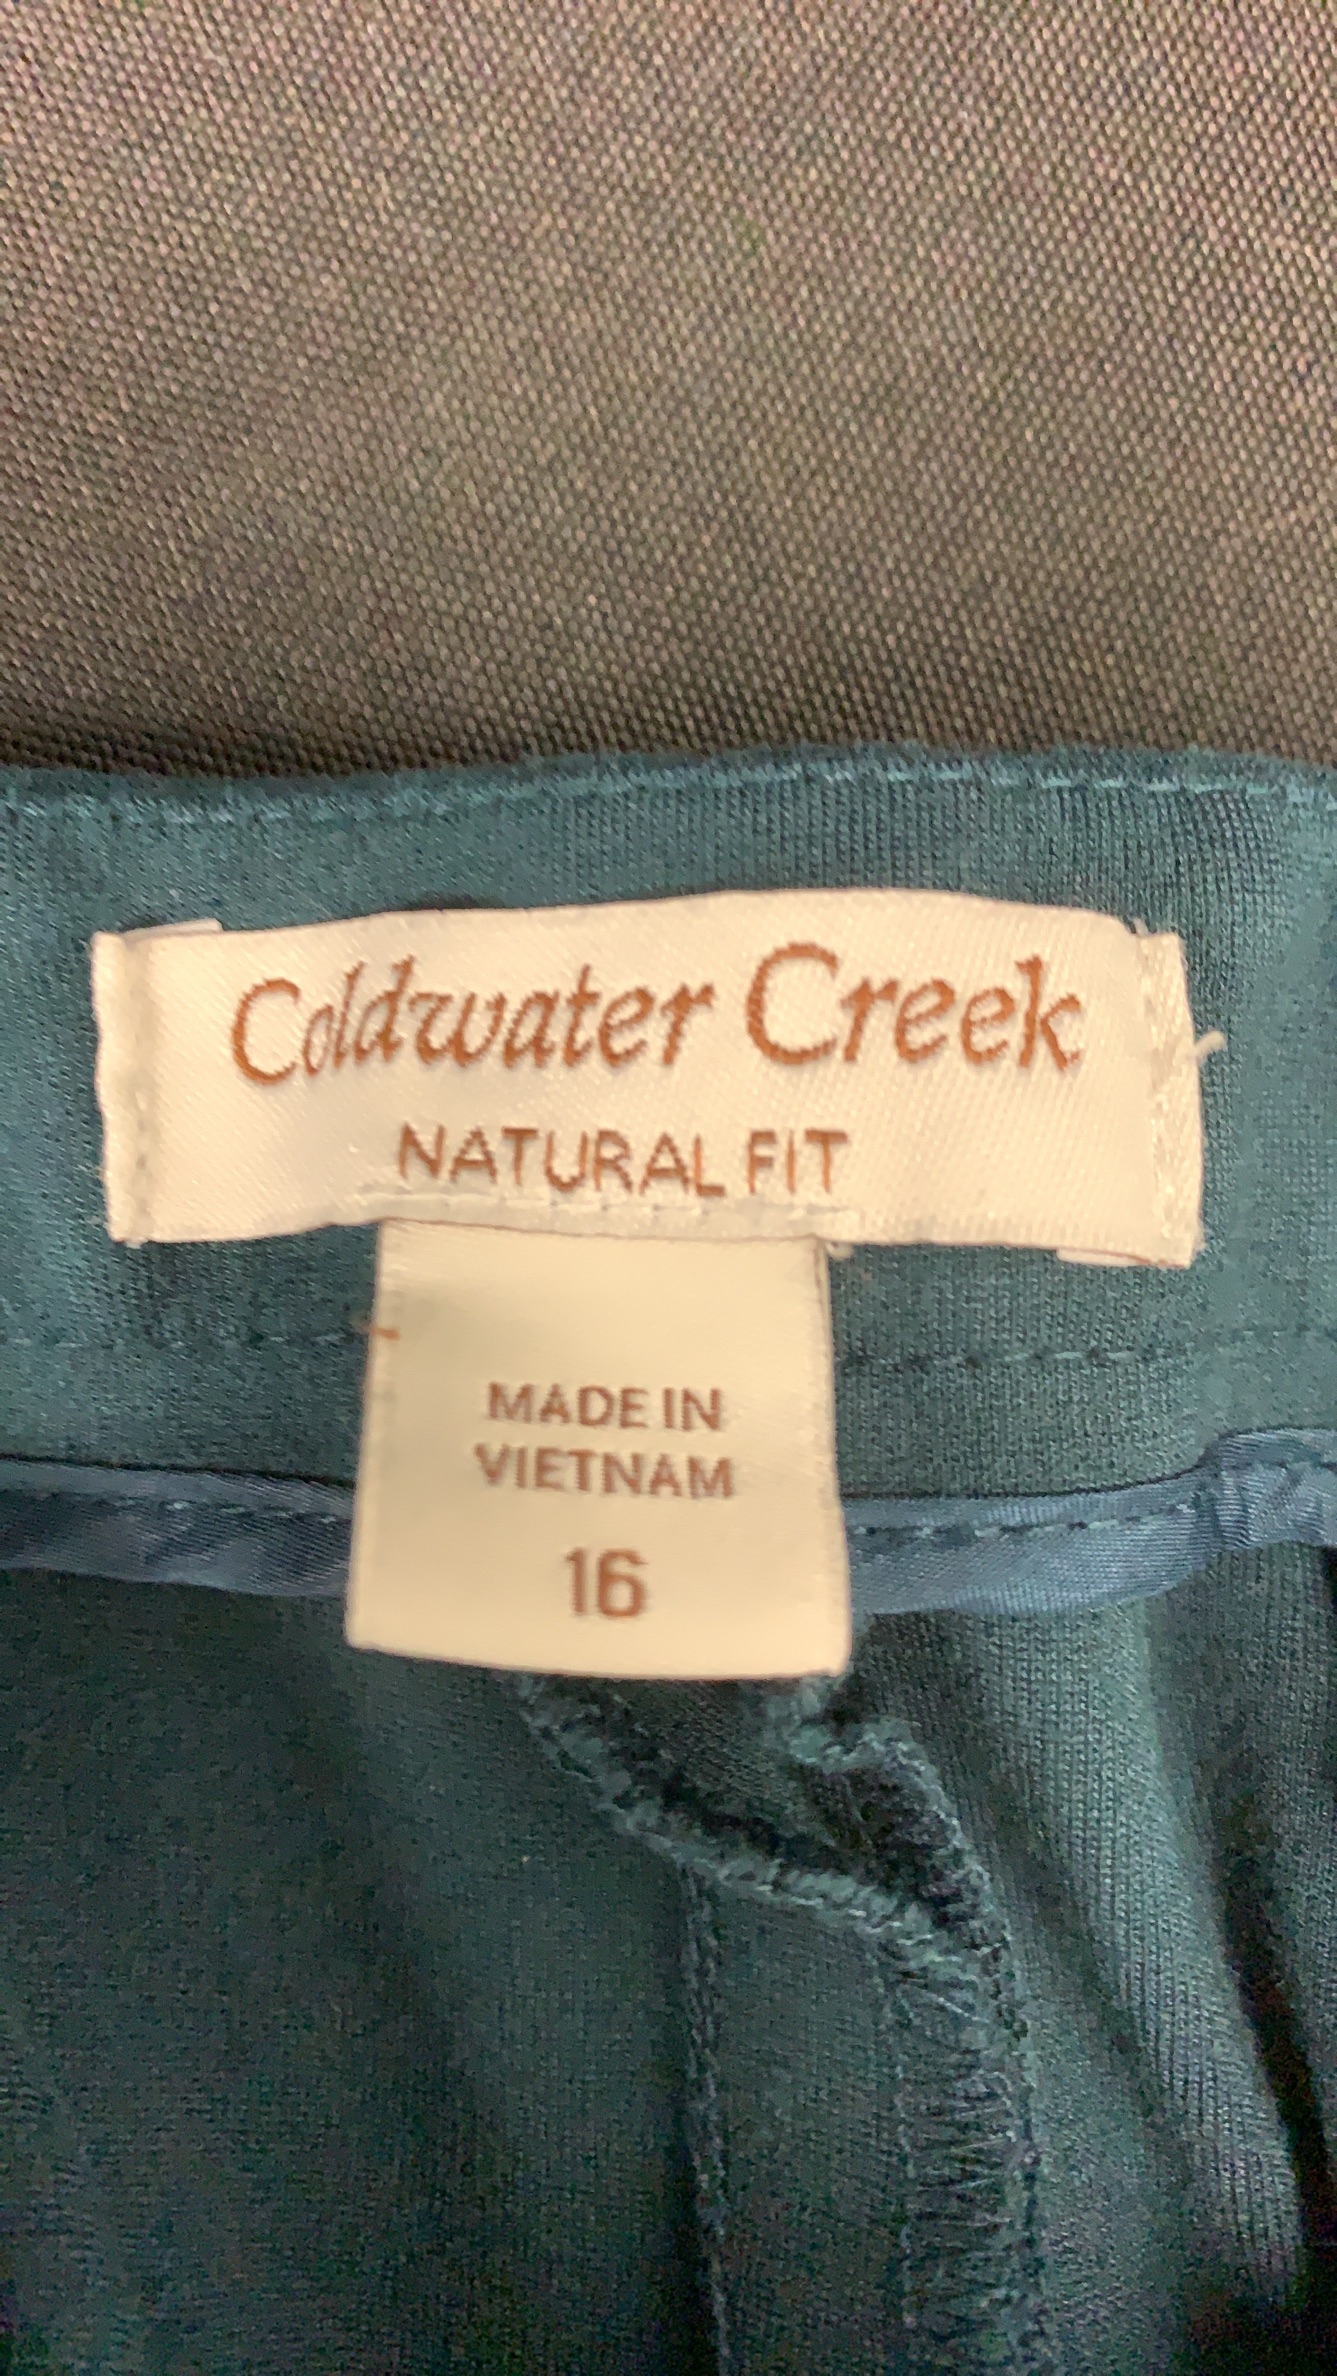 Coldwater Creek
NATURAL FIT
MADE IN
VIETNAM
16